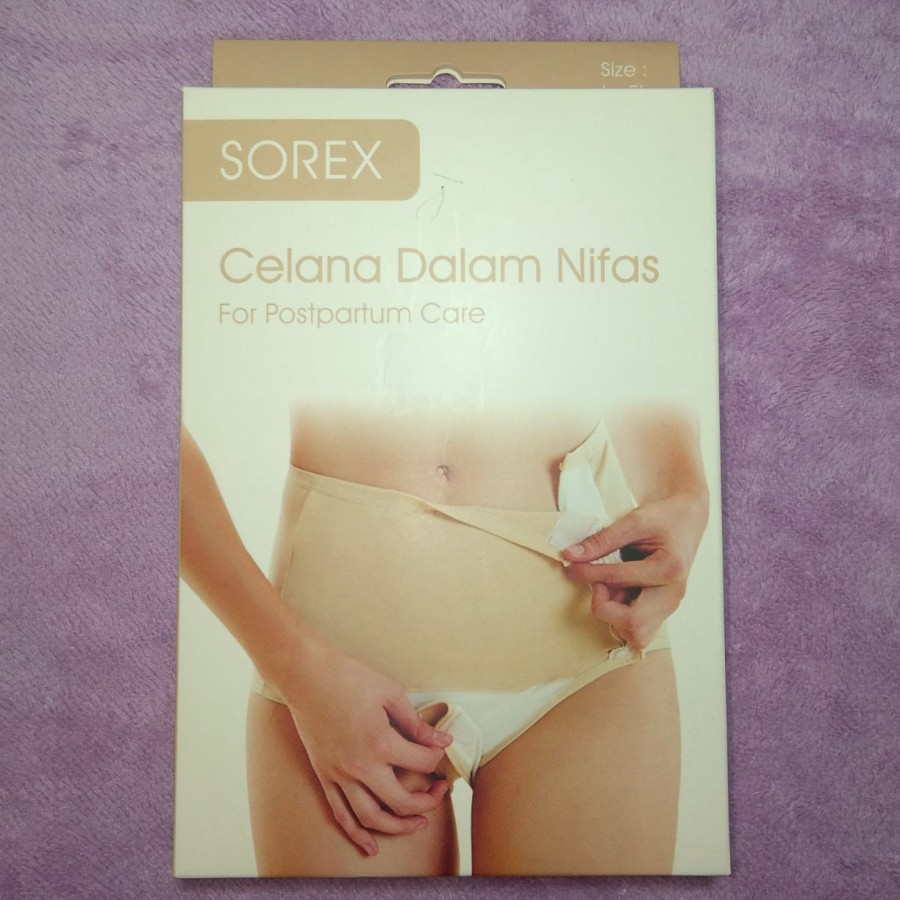 Size :
SOREX
Celana Dalam Nifas
For Postpartum Care